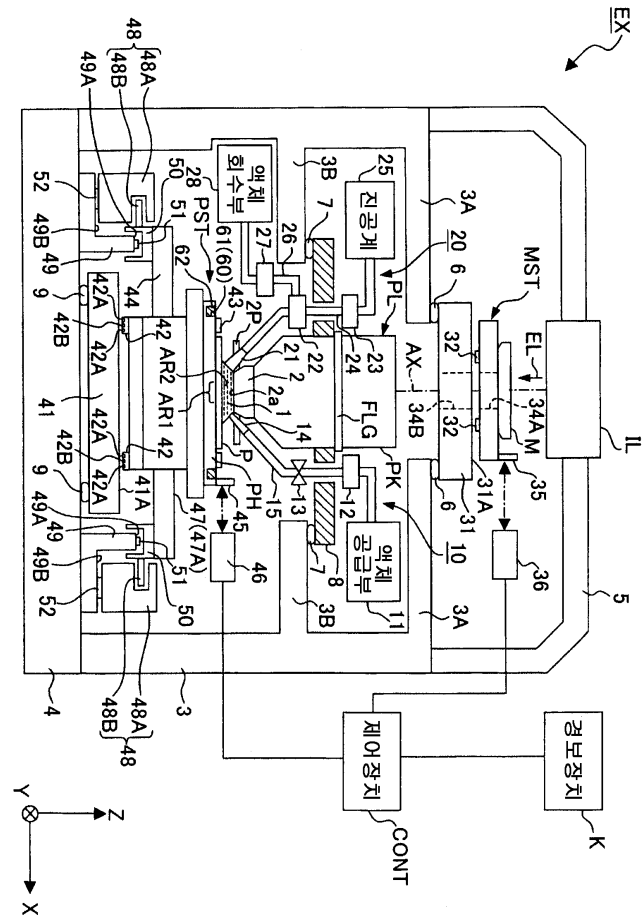 EX
IL
5
EL
34A
M
35
MST
32
32
31A
31
36
경보장치
K
3A
6
AX
34B
6
3A
제어장치
CONT
25
진공계
20
PL
PK
10
액체
공급부
11
12
3B
7
26
24
23
FLG
8
7
3B
13
15
27
22
21
2
2a
1
14
28
액체
회수부
2P
43
61(60)
62
PST
P
PH
45
46
AR2
AR1
44
42
42
47(47A)
48
48A
48B
49A
50
51
49
49B
52
9
42A
42B
42A
41
42A
42B
42A
41A
9
49A
49
49B
51
50
52
48A
48B
48
3
4
Z
Y
X